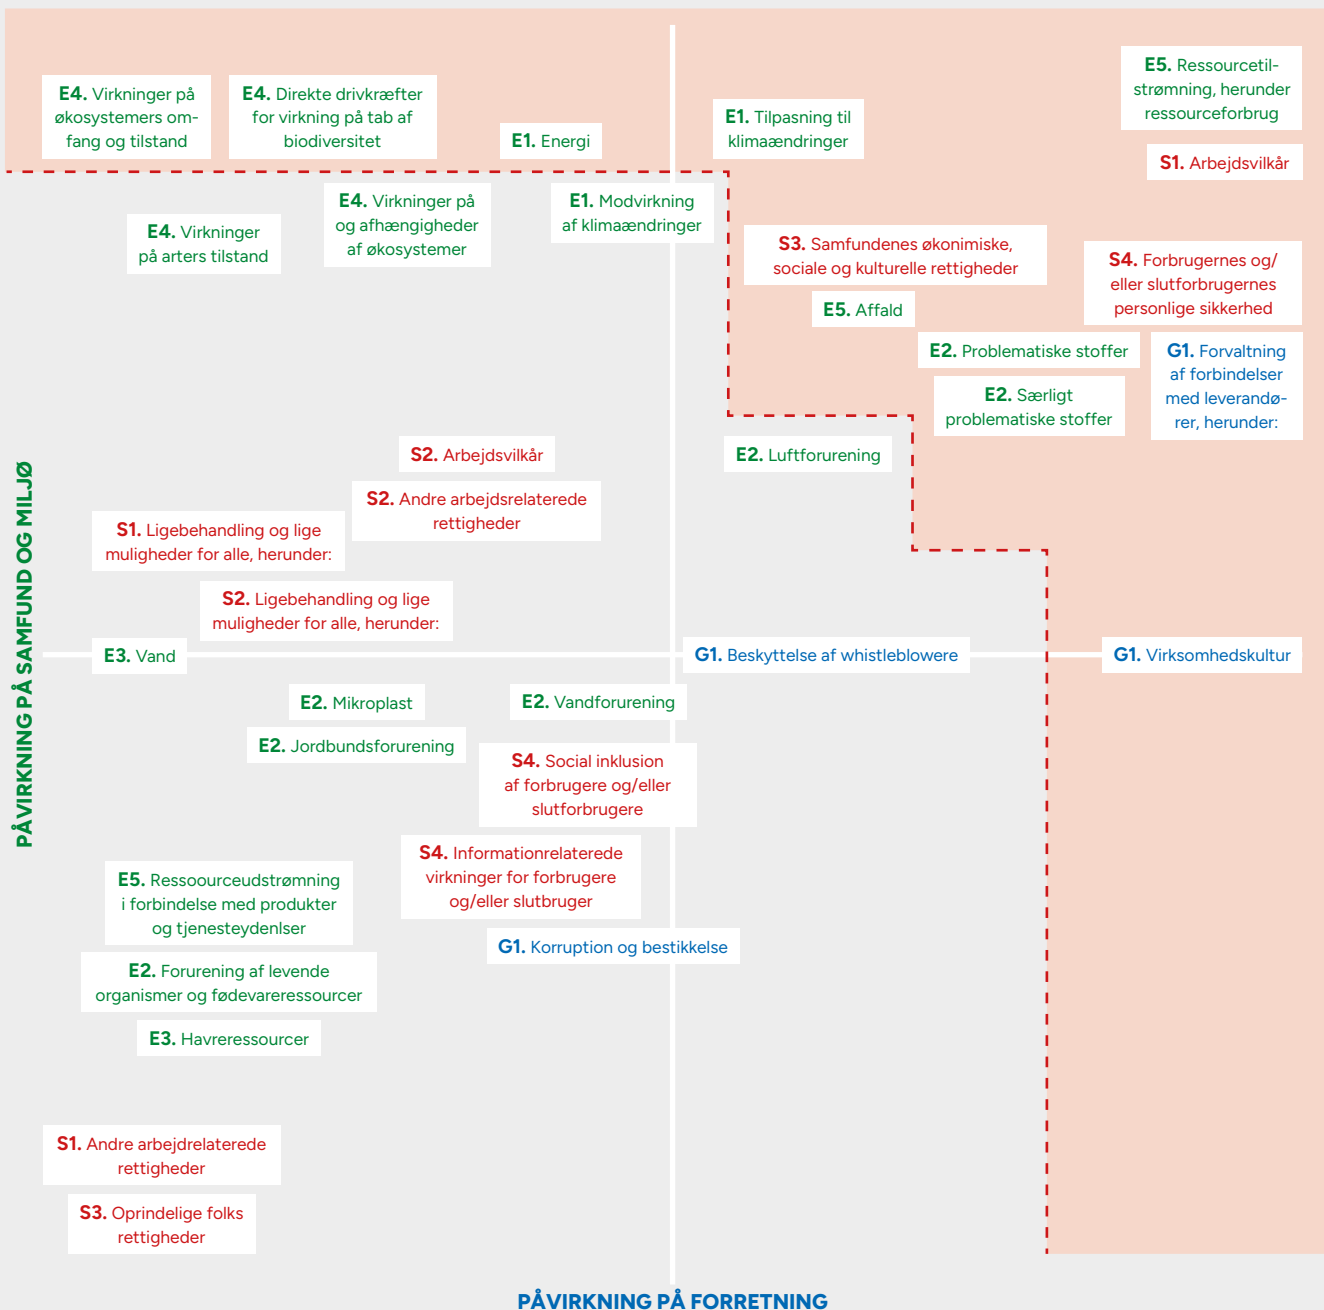 E4. Virkninger på
økosystemers om-
fang og tilstand
E4. Direkte drivkræfter
for virkning på tab af
biodiversitet
E1. Energi
E1. Tilpasning til
klimaændringer
E5. Ressourcetil-
strømning, herunder
ressourceforbrug
S1. Arbejdsvilkår
E4. Virkninger
på arters tilstand
E4. Virkninger på
og afhængigheder
af økosystemer
E1. Modvirkning
af klimaændringer
S3. Samfundenes økonimiske,
sociale og kulturelle rettigheder
S4. Forbrugernes og/
eller slutforbrugernes
personlige sikkerhed
E5. Affald
E2. Problematiske stoffer
G1. Forvaltning
af forbindelser
med leverandø-
rer, herunder:
E2. Særligt
problematiske stoffer
S2. Arbejdsvilkår
E2. Luftforurening
S2. Andre arbejdsrelaterede
rettigheder
S1. Ligebehandling og lige
muligheder for alle, herunder:
S2. Ligebehandling og lige
muligheder for alle, herunder:
PÅVIRKNING PÅ SAMFUND OG MILJØ
E3. Vand
G1. Beskyttelse af whistleblowere
G1. Virksomhedskultur
E2. Mikroplast
E2. Vandforurening
E2. Jordbundsforurening
S4. Social inklusion
af forbrugere og/eller
slutforbrugere
S4. Informationrelaterede
virkninger for forbrugere
og/eller slutbruger
E5. Ressoourceudstrømning
i forbindelse med produkter
og tjenesteydenlser
G1. Korruption og bestikkelse
E2. Forurening af levende
organismer og fødevareressourcer
E3. Havreressourcer
S1. Andre arbejdrelaterede
rettigheder
S3. Oprindelige folks
rettigheder
PÅVIRKNING PÅ FORRETNING